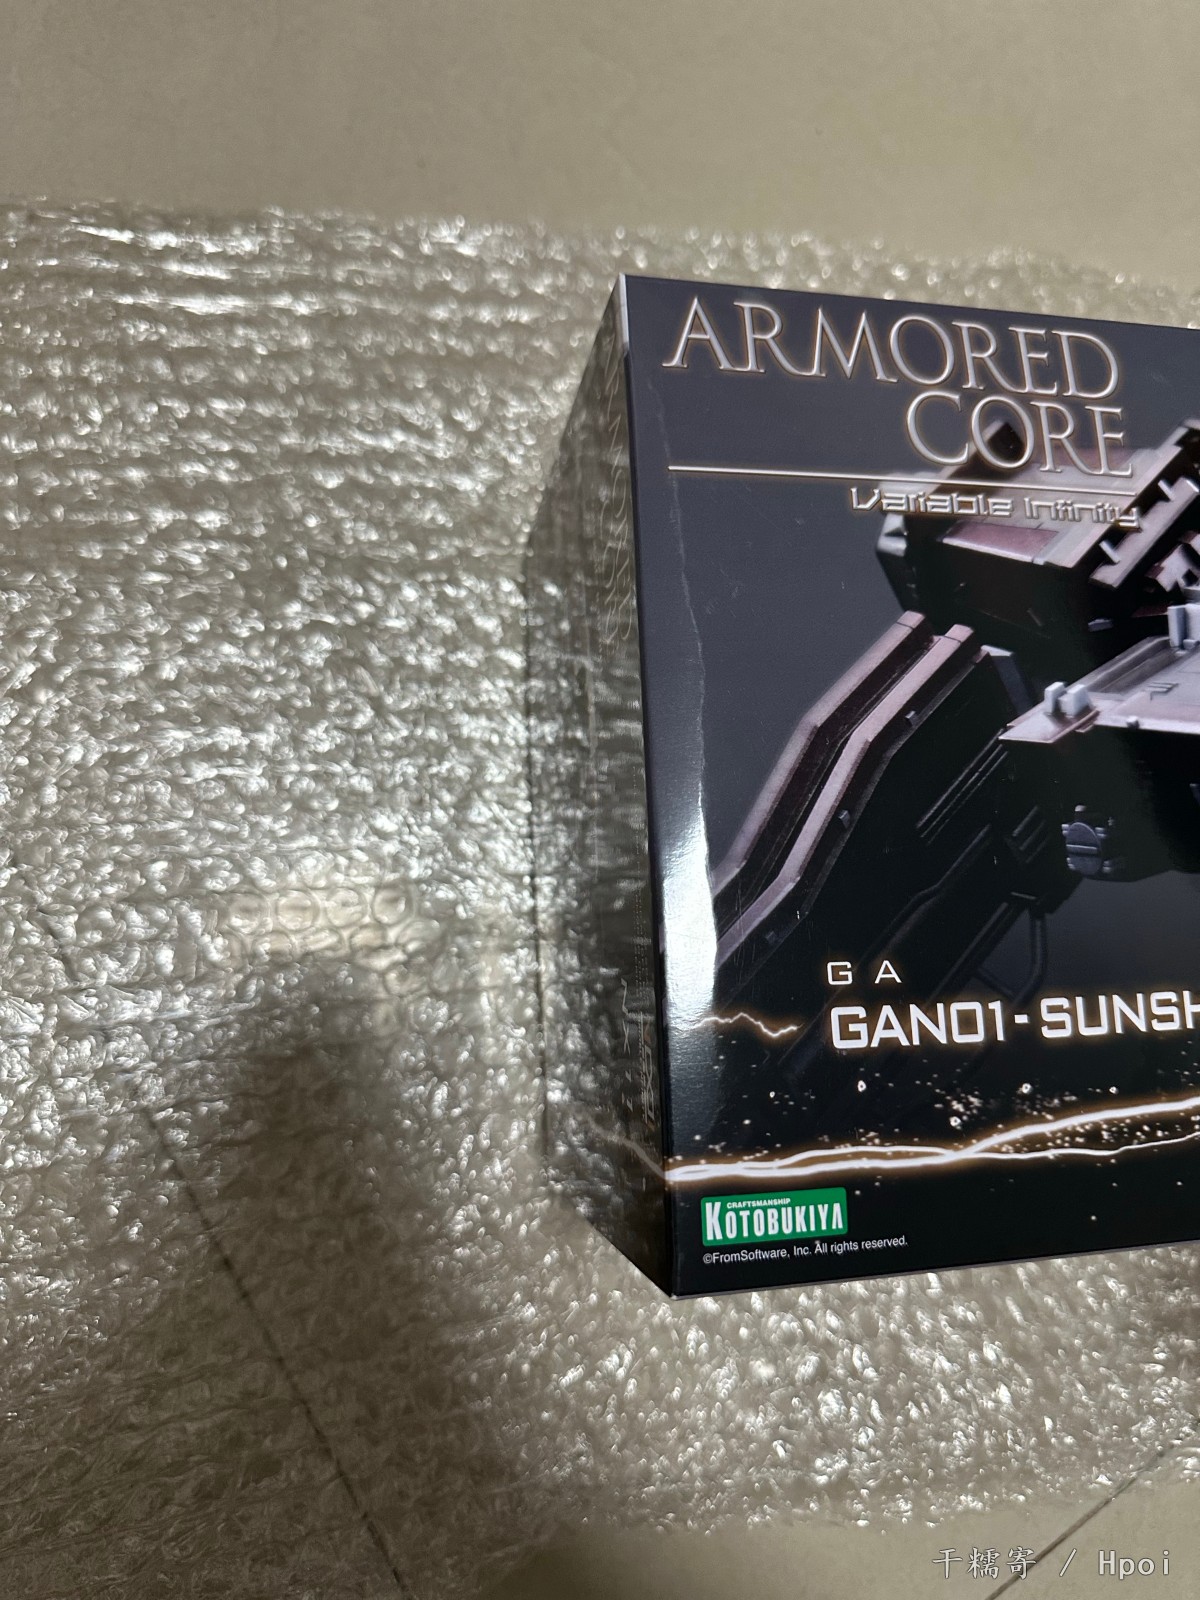 ARMORED
CORE
Variable Infinity
G A
GAN01-SUNSH
CRAFTSMANSHIP
KOTOBUKIYA
©FromSoftware, Inc. All rights reserved.
千糯寄 / Hpoi